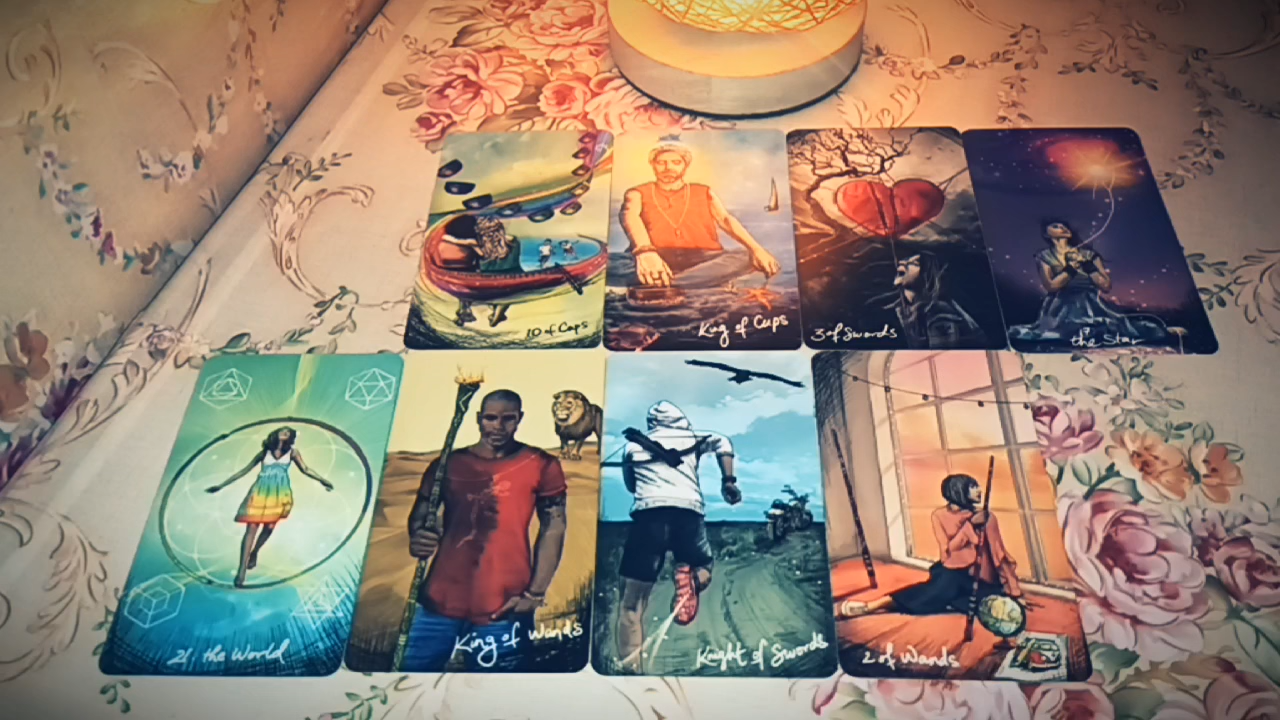 10 of Cups
King of Cups
3 of Swords
17 the Star
21 the World
King of Wands
Knight of Swords
2 of Wands